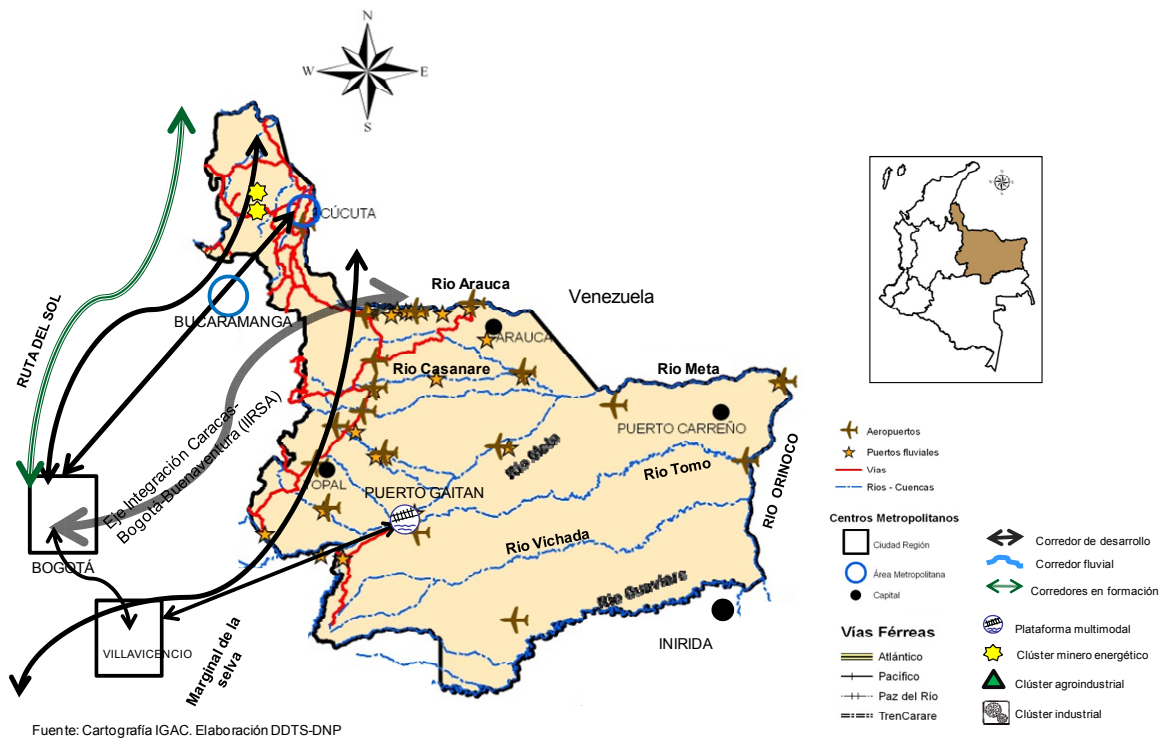 N
W
E
S
CÚCUTA
RUTA DEL SOL
BUCARAMANGA
Rio Arauca
Venezuela
ARAUCA
Rio Casanare
Rio Meta
PUERTO CARREÑO
Eje Integración Caracas-
Bogotá-Buenaventura (IIRSA)
Rio Meta
Rio Tomo
RIO ORINOCO
OPAL
PUERTO GAITAN
BOGOTÁ
Rio Vichada
Rio Guaviare
VILLAVICENCIO
Marginal de la
selva
INIRIDA
Aeropuertos
Puertos fluviales
Vías
Rios - Cuencas
Centros Metropolitanos
Ciudad Región
Área Metropolitana
Capital
Vías Férreas
Atlántico
Pacífico
Paz del Río
TrenCarare
Corredor de desarrollo
Corredor fluvial
Corredores en formación
Plataforma multimodal
Clúster minero energético
Clúster agroindustrial
Clúster industrial
Fuente: Cartografía IGAC. Elaboración DDTS-DNP